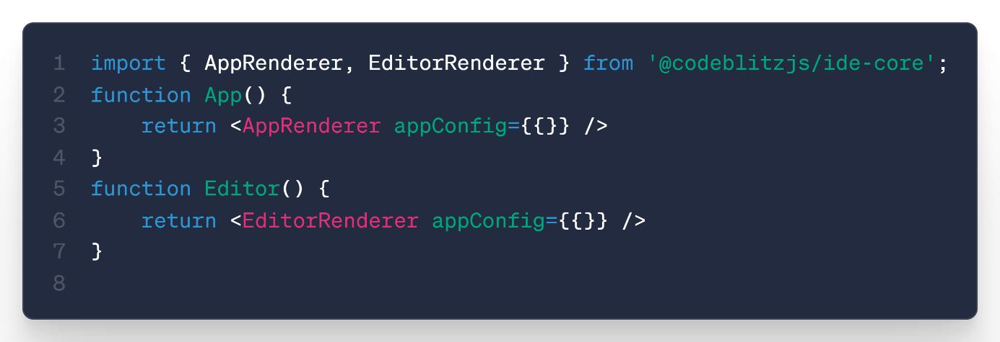 1 import { AppRenderer, EditorRenderer } from '@codeblitzjs/ide-core';
2 function App() {
3     return <AppRenderer appConfig={{}} />
4 }
5 function Editor() {
6     return <EditorRenderer appConfig={{}} />
7 }
8